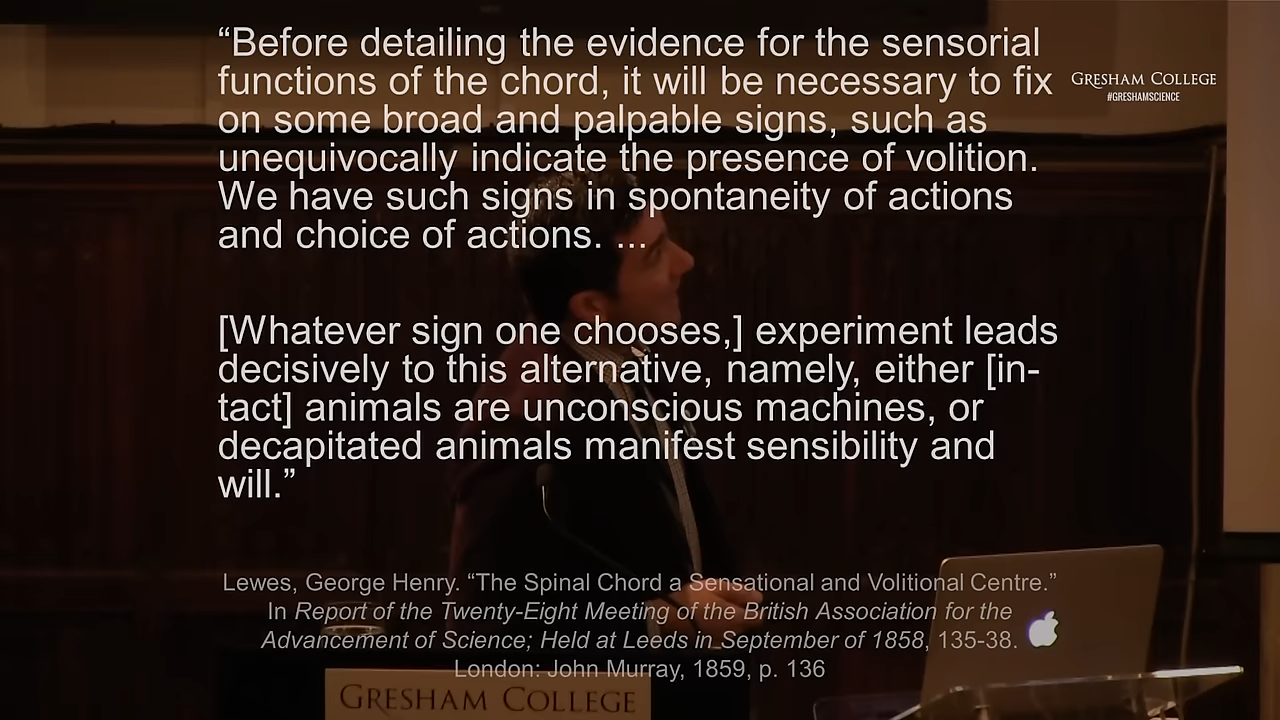 “Before detailing the evidence for the sensorial
functions of the chord, it will be necessary to fix
on some broad and palpable signs, such as
unequivocally indicate the presence of volition.
We have such signs in spontaneity of actions
and choice of actions. ...
GRESHAM COLLEGE
#GRESHAMSCIENCE
[Whatever sign one chooses,] experiment leads
decisively to this alternative, namely, either [in-
tact] animals are unconscious machines, or
decapitated animals manifest sensibility and
will.”
Lewes, George Henry. “The Spinal Chord a Sensational and Volitional Centre.”
In Report of the Twenty-Eight Meeting of the British Association for the
Advancement of Science; Held at Leeds in September of 1858, 135-38.
London: John Murray, 1859, p. 136
GRESHAM COLLEGE